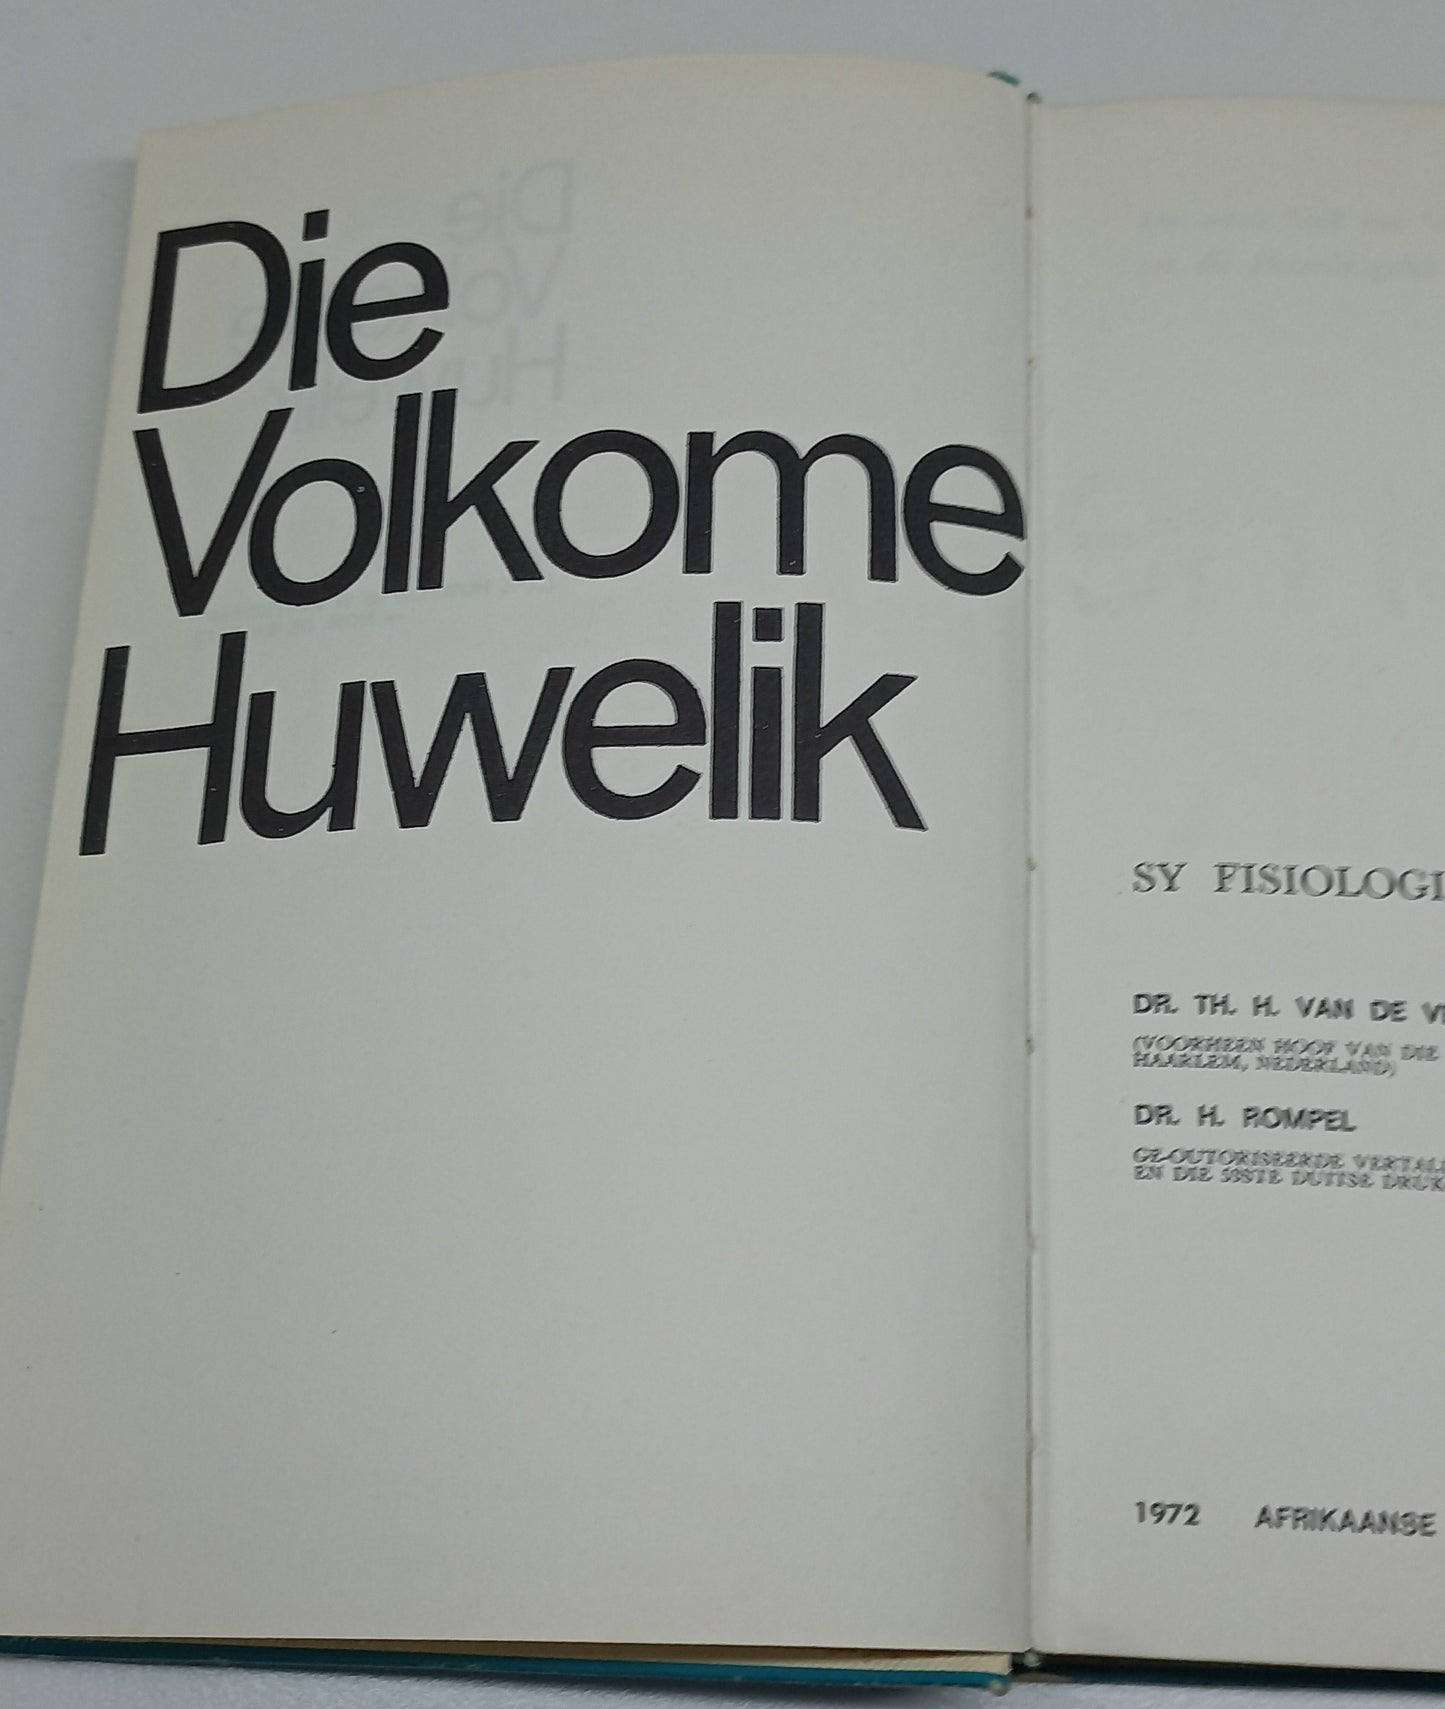 Die
Volkome
Huwelik
SY FISIOLOGI
DR. TH. H. VAN DE V
(VOORHEEN HOOF VAN DIE
HAARLEM, NEDERLAND)
DR. H. ROMPEL
GE-OUTORISEERDE VERTAL
EN DIE 58STE DUITSE DRUK
1972 AFRIKAANSE